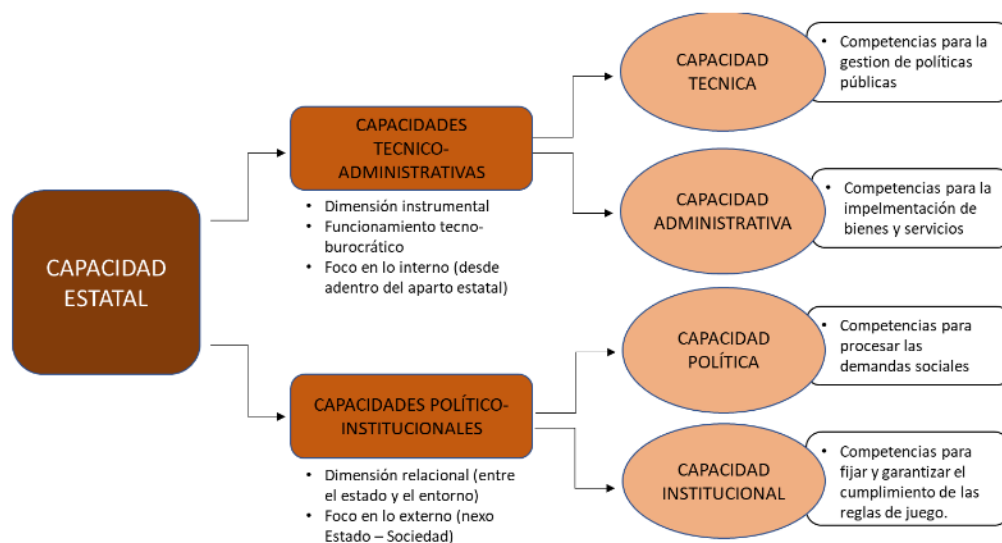 CAPACIDAD
ESTATAL
CAPACIDADES
TECNICO-
ADMINISTRATIVAS
• Dimensión instrumental
• Funcionamiento tecno-
burocrático
• Foco en lo interno (desde
adentro del aparto estatal)
CAPACIDAD
TECNICA
• Competencias para la
gestion de políticas
públicas
CAPACIDAD
ADMINISTRATIVA
• Competencias para la
impelmentación de
bienes y servicios
CAPACIDADES POLÍTICO-
INSTITUCIONALES
• Dimensión relacional (entre
el estado y el entorno)
• Foco en lo externo (nexo
Estado – Sociedad)
CAPACIDAD
POLÍTICA
• Competencias para
procesar las
demandas sociales
CAPACIDAD
INSTITUCIONAL
• Competencias para
fijar y garantizar el
cumplimiento de las
reglas de juego.